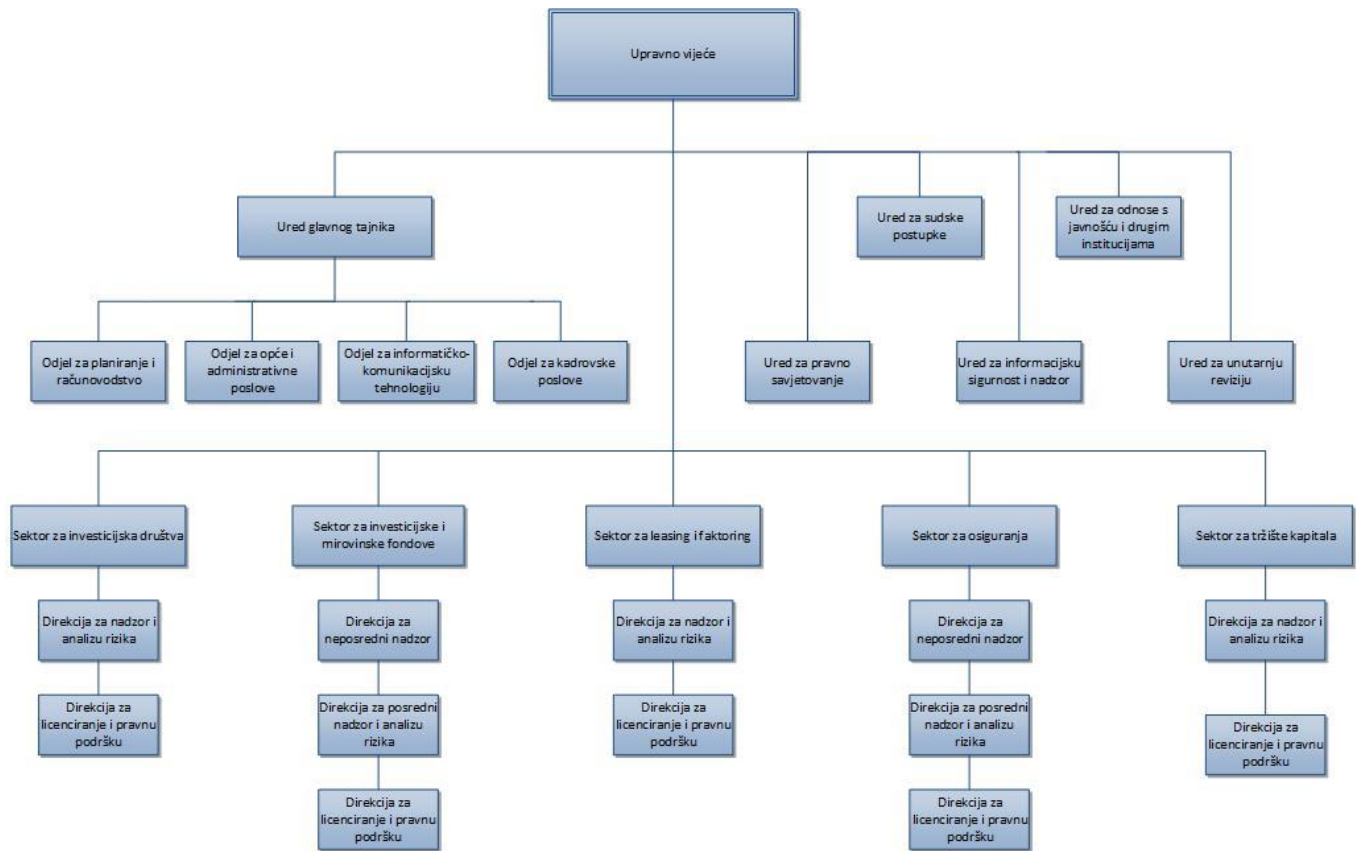 Upravno vijeće
Ured glavnog tajnika
Ured za sudske
postupke
Ured za odnose s
javnošću i drugim
institucijama
Odjel za planiranje i
računovodstvo
Odjel za opće i
administrativne
poslove
Odjel za informatičko-
komunikacijsku
tehnologiju
Odjel za kadrovske
poslove
Ured za pravno
savjetovanje
Ured za informacijsku
sigurnost i nadzor
Ured za unutarnju
reviziju
Sektor za investicijska društva
Sektor za investicijske i
mirovinske fondove
Sektor za leasing i faktoring
Sektor za osiguranja
Sektor za tržište kapitala
Direkcija za nadzor i
analizu rizika
Direkcija za
neposredni nadzor
Direkcija za nadzor i
analizu rizika
Direkcija za
neposredni nadzor
Direkcija za nadzor i
analizu rizika
Direkcija za
licenciranje i pravnu
podršku
Direkcija za posredni
nadzor i analizu
rizika
Direkcija za
licenciranje i pravnu
podršku
Direkcija za posredni
nadzor i analizu
rizika
Direkcija za
licenciranje i pravnu
podršku
Direkcija za
licenciranje i pravnu
podršku
Direkcija za
licenciranje i pravnu
podršku